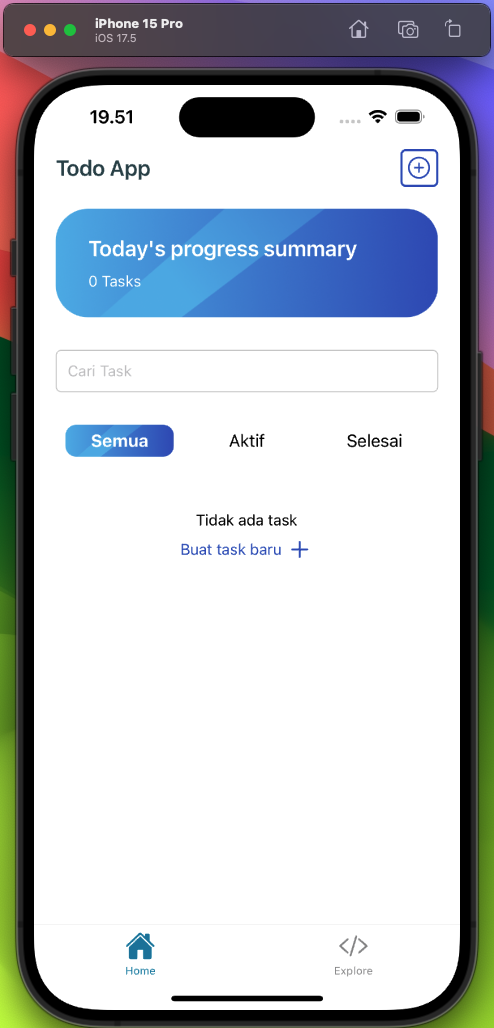 iPhone 15 Pro
iOS 17.5
19.51
Todo App
Today's progress summary
0 Tasks
Cari Task
Semua Aktif Selesai
Tidak ada task
Buat task baru +
Home Explore